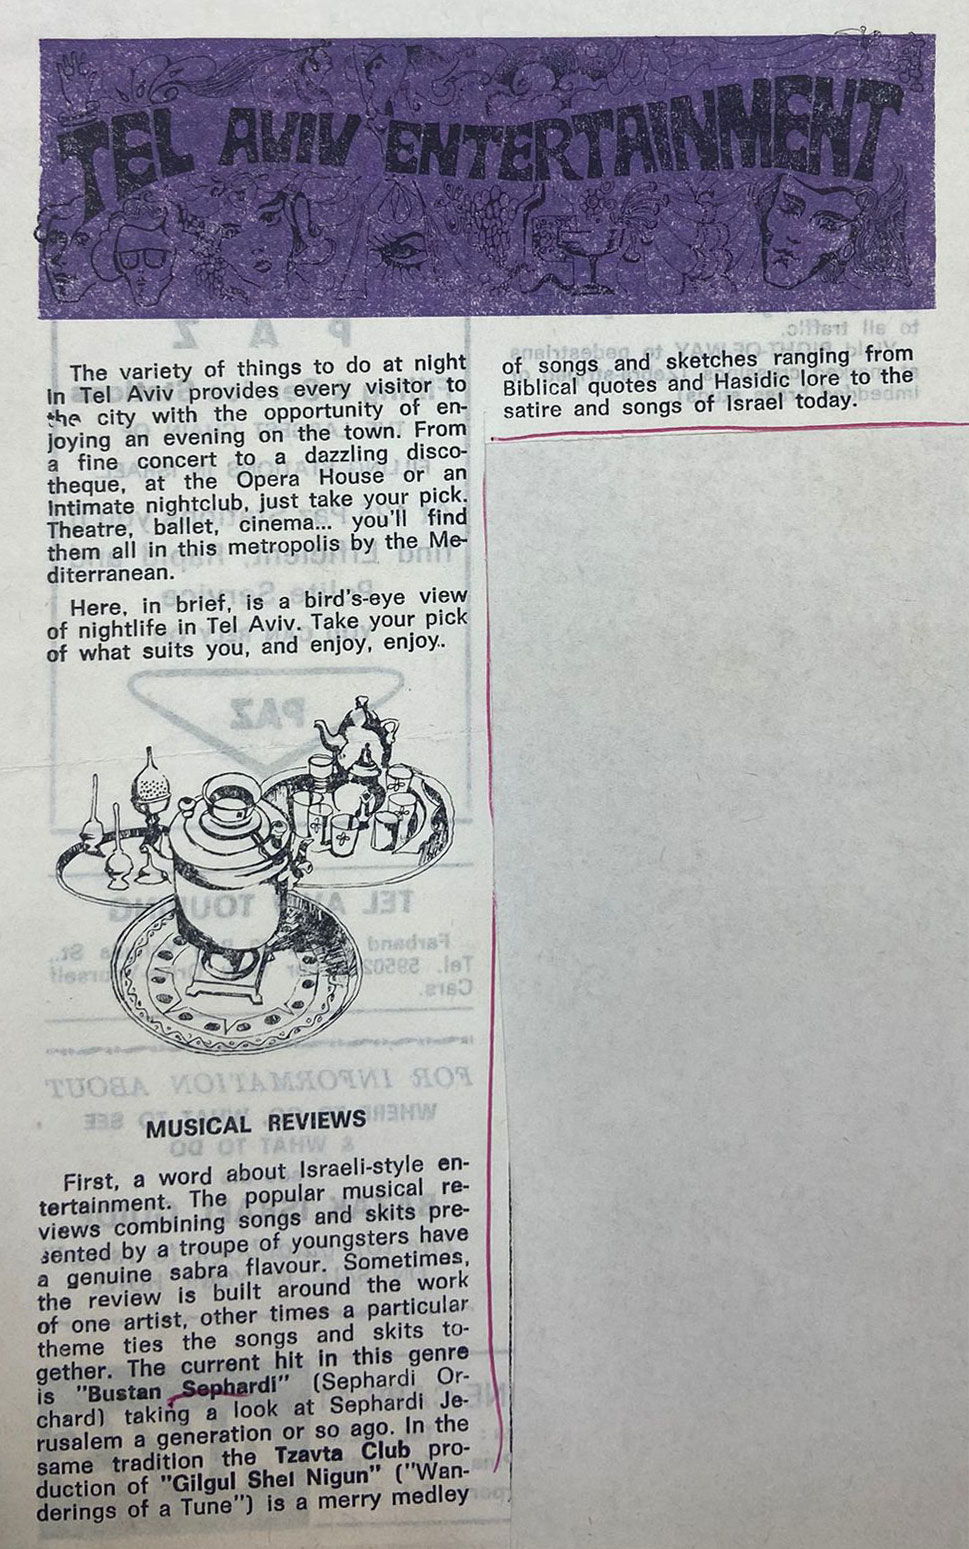 TEL AVIV ENTERTAINMENT
The variety of things to do at night
in Tel Aviv provides every visitor to
the city with the opportunity of en-
joying an evening on the town. From
a fine concert to a dazzling disco-
theque, at the Opera House or an
intimate nightclub, just take your pick.
Theatre, ballet, cinema... you'll find
them all in this metropolis by the Me-
diterranean.
Here, in brief, is a bird's-eye view
of nightlife in Tel Aviv. Take your pick
of what suits you, and enjoy, enjoy..
MUSICAL REVIEWS
First, a word about Israeli-style en-
tertainment. The popular musical re-
views combining songs and skits pre-
sented by a troupe of youngsters have
a genuine sabra flavour. Sometimes,
the review is built around the work
of one artist, other times a particular
theme ties the songs and skits to-
gether. The current hit in this genre
is "Bustan Sephardi" (Sephardi Or-
chard) taking a look at Sephardi Je-
rusalem a generation or so ago. In the
same tradition the Tzavta Club pro-
duction of "Gilgul Shel Nigun" ("Wan-
derings of a Tune") is a merry medley
of songs and sketches ranging from
Biblical quotes and Hasidic lore to the
satire and songs of Israel today.